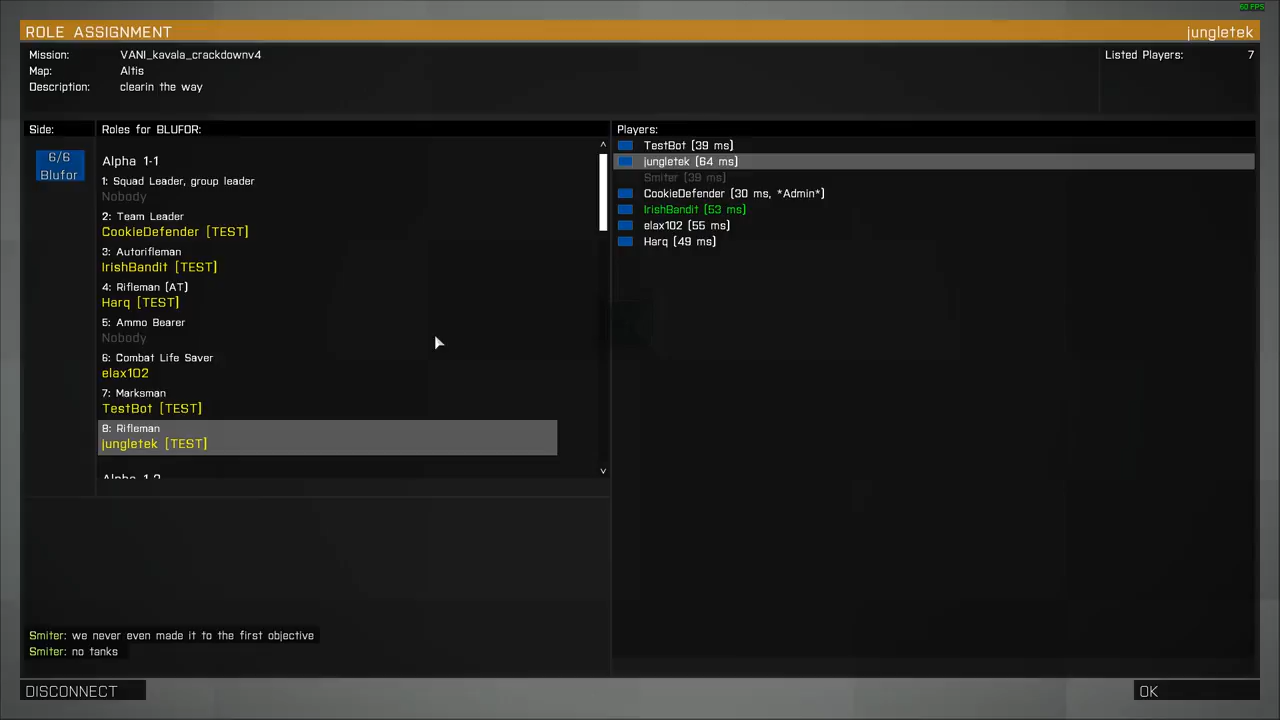 60 FPS
ROLE ASSIGNMENT jungletek
Mission: VANI_kavala_crackdownv4 Listed Players: 7
Map: Altis
Description: clearin the way
Side: Roles for BLUFOR: Players:
6/6
Blufor
Alpha 1-1
1: Squad Leader, group leader
Nobody
2: Team Leader
CookieDefender [TEST]
3: Autorifleman
IrishBandit [TEST]
4: Rifleman (AT)
Harq [TEST]
5: Ammo Bearer
Nobody
6: Combat Life Saver
elax102
7: Marksman
TestBot [TEST]
8: Rifleman
jungletek [TEST]
Alpha 1-2
TestBot (39 ms)
jungletek (64 ms)
Smiter (39 ms)
CookieDefender (30 ms, *Admin*)
IrishBandit (53 ms)
elax102 (55 ms)
Harq (49 ms)
Smiter: we never even made it to the first objective
Smiter: no tanks
DISCONNECT OK